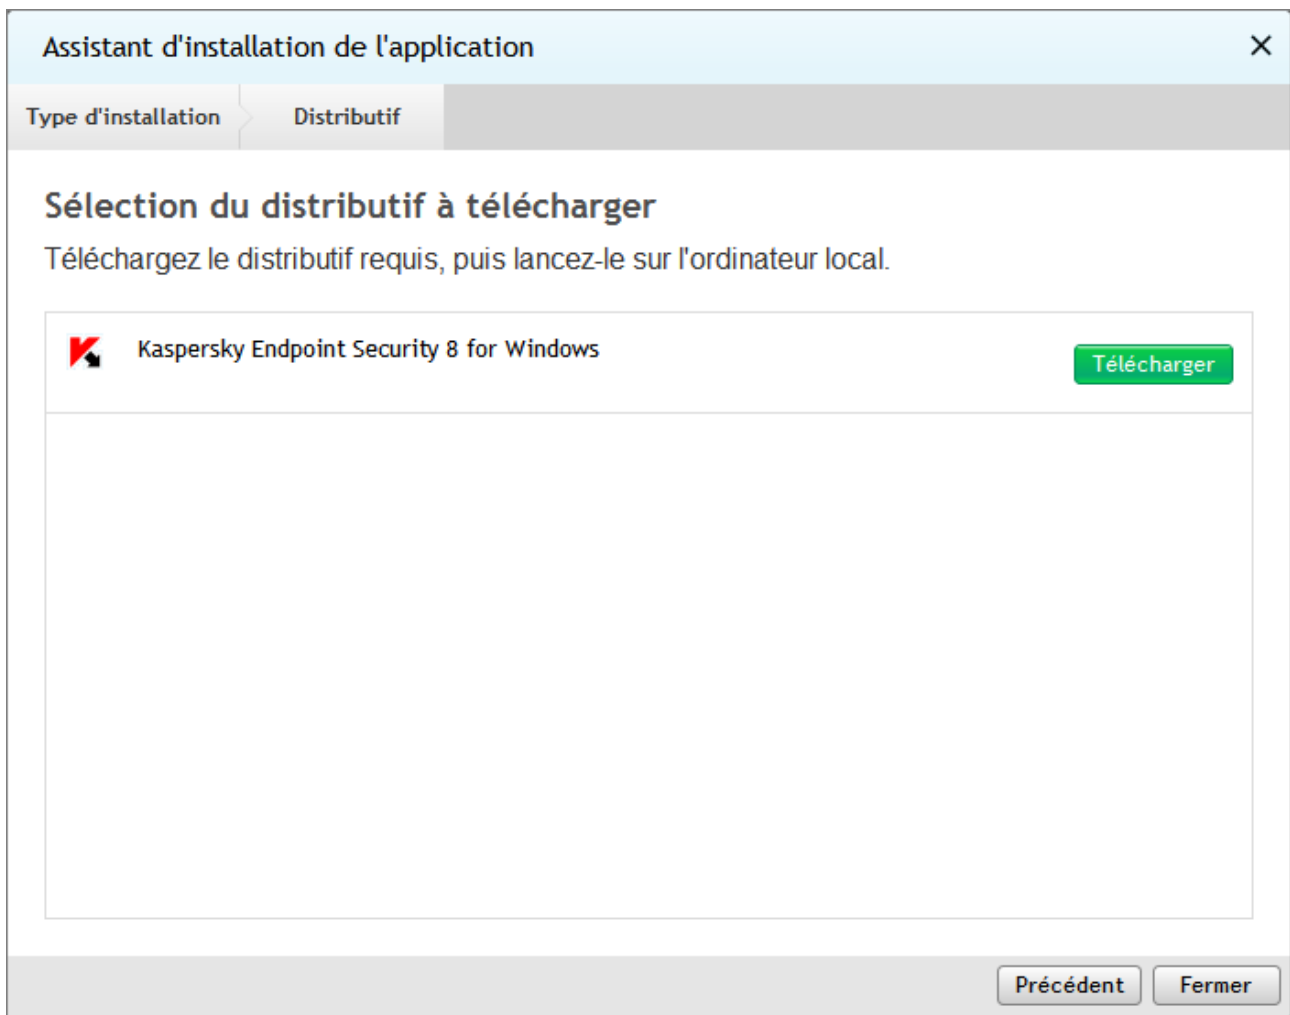 Assistant d'installation de l'application
Type d'installation
Distributif
Sélection du distributif à télécharger
Téléchargez le distributif requis, puis lancez-le sur l'ordinateur local.
Kaspersky Endpoint Security 8 for Windows
Télécharger
Précédent
Fermer